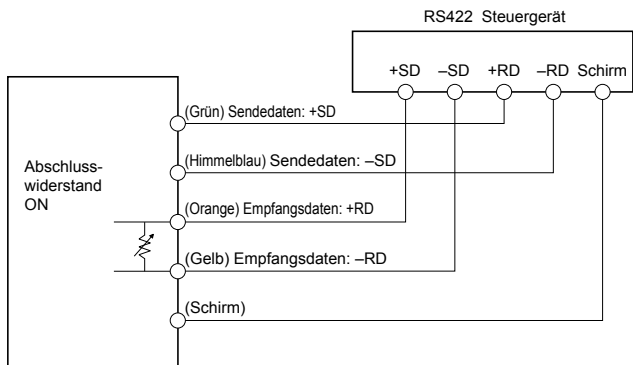 RS422 Steuergerät
+SD –SD +RD –RD Schirm
(Grün) Sendedaten: +SD
(Himmelblau) Sendedaten: –SD
Abschluss-
widerstand
ON
(Orange) Empfangsdaten: +RD
(Gelb) Empfangsdaten: –RD
(Schirm)